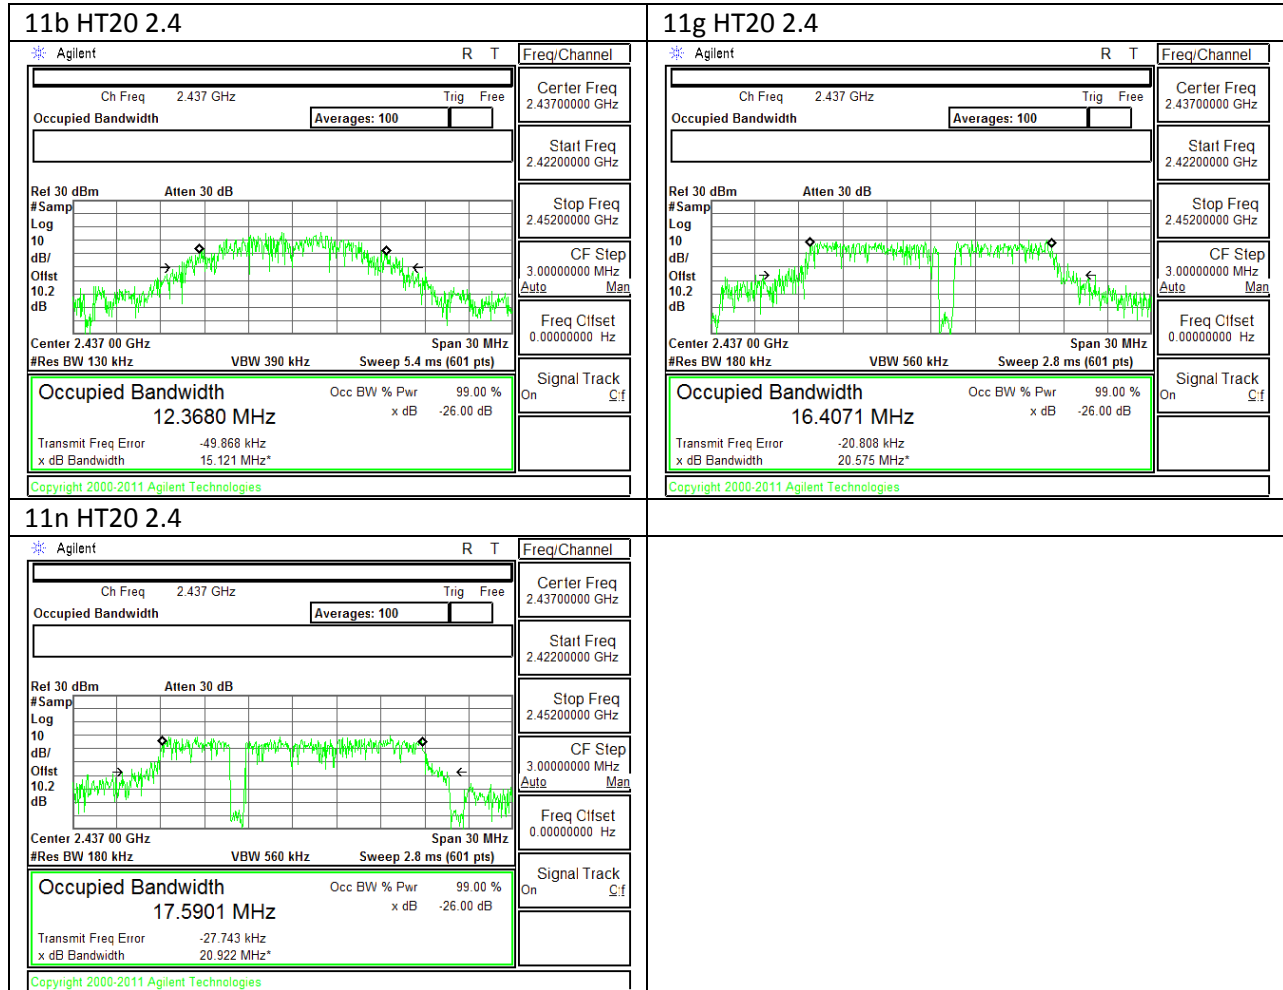 11b HT20 2.4
Agilent R T Freq/Channel
Ch Freq 2.437 GHz Trig Free
Occupied Bandwidth Averages: 100
Center Freq
2.43700000 GHz
Start Freq
2.42200000 GHz
Stop Freq
2.45200000 GHz
CF Step
3.00000000 MHz
Auto Man
Freq Offset
0.00000000 Hz
Signal Track
On Off
Ref 30 dBm Atten 30 dB
#Samp
Log
10
dB/
Offst
10.2
dB
Center 2.437 00 GHz Span 30 MHz
#Res BW 130 kHz VBW 390 kHz Sweep 5.4 ms (601 pts)
Occupied Bandwidth Occ BW % Pwr 99.00 %
12.3680 MHz x dB -26.00 dB
Transmit Freq Error -49.868 kHz
x dB Bandwidth 15.121 MHz*
Copyright 2000-2011 Agilent Technologies
11g HT20 2.4
Agilent R T Freq/Channel
Ch Freq 2.437 GHz Trig Free
Occupied Bandwidth Averages: 100
Center Freq
2.43700000 GHz
Start Freq
2.42200000 GHz
Stop Freq
2.45200000 GHz
CF Step
3.00000000 MHz
Auto Man
Freq Offset
0.00000000 Hz
Signal Track
On Off
Ref 30 dBm Atten 30 dB
#Samp
Log
10
dB/
Offst
10.2
dB
Center 2.437 00 GHz Span 30 MHz
#Res BW 180 kHz VBW 560 kHz Sweep 2.8 ms (601 pts)
Occupied Bandwidth Occ BW % Pwr 99.00 %
16.4071 MHz x dB -26.00 dB
Transmit Freq Error -20.808 kHz
x dB Bandwidth 20.575 MHz*
Copyright 2000-2011 Agilent Technologies
11n HT20 2.4
Agilent R T Freq/Channel
Ch Freq 2.437 GHz Trig Free
Occupied Bandwidth Averages: 100
Center Freq
2.43700000 GHz
Start Freq
2.42200000 GHz
Stop Freq
2.45200000 GHz
CF Step
3.00000000 MHz
Auto Man
Freq Offset
0.00000000 Hz
Signal Track
On Off
Ref 30 dBm Atten 30 dB
#Samp
Log
10
dB/
Offst
10.2
dB
Center 2.437 00 GHz Span 30 MHz
#Res BW 180 kHz VBW 560 kHz Sweep 2.8 ms (601 pts)
Occupied Bandwidth Occ BW % Pwr 99.00 %
17.5901 MHz x dB -26.00 dB
Transmit Freq Error -27.743 kHz
x dB Bandwidth 20.922 MHz*
Copyright 2000-2011 Agilent Technologies